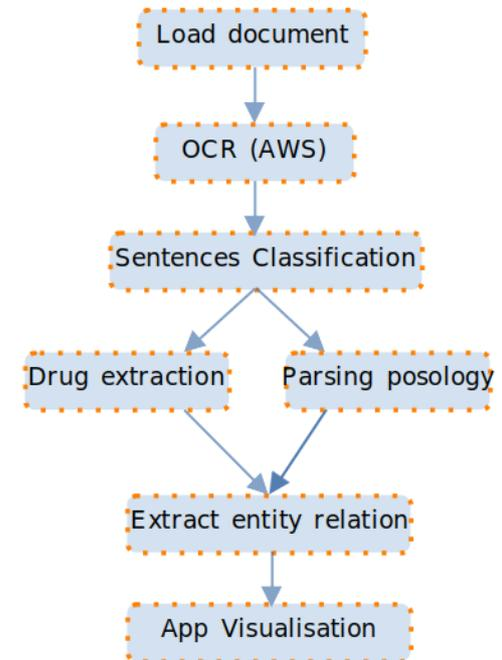 Load document
OCR (AWS)
Sentences Classification
Drug extraction
Parsing posology
Extract entity relation
App Visualisation